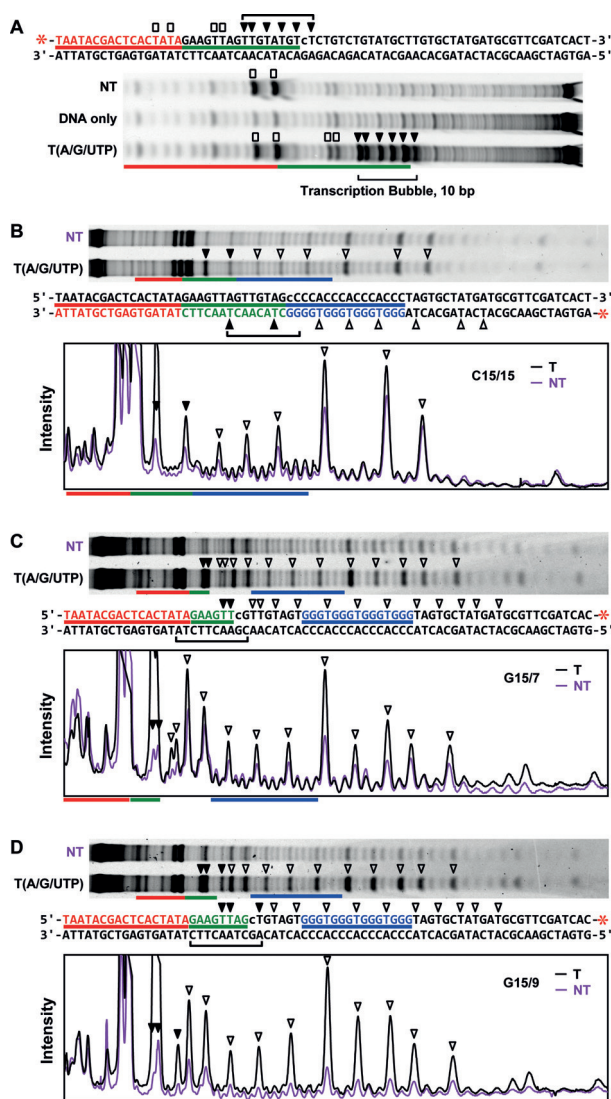 A
*-TAATACGACTCACTATAGAAGTTAGTTGTATGTcTCTGTCTGTATGCTTGTGCTATGATGCGTTCGATCACT-3'
3'-ATTATGCTGAGTGATATCTTCAATCAACATACAGAGACAGACATACGAACACGATACTACGCAAGCTAGTGA-5'
NT
DNA only
T(A/G/UTP)
Transcription Bubble, 10 bp
B
NT
T(A/G/UTP)
5'-TAATACGACTCACTATAGAAGTTAGTTGTAGcCCCACCCACCCACCCTAGTGCTATGATGCGTTCGATCACT-3'
3'-ATTATGCTGAGTGATATCTTCAATCAACATCGGGGTGGGTGGGTGGGATCACGATACTACGCAAGCTAGTGA-*
Intensity
C15/15
T
NT
C
NT
T(A/G/UTP)
5'-TAATACGACTCACTATAGAAGTTcGTTGTAGTGGGTGGGTGGGTGGGTAGTGCTATGATGCGTTCGATCAC-*
3'-ATTATGCTGAGTGATATCTTCAAGCAACATCACCCACCCACCCACCCATCACGATACTACGCAAGCTAGTG-5'
Intensity
G15/7
T
NT
D
NT
T(A/G/UTP)
5'-TAATACGACTCACTATAGAAGTTAGcTGTAGTGGGTGGGTGGGTGGGTAGTGCTATGATGCGTTCGATCAC-*
3'-ATTATGCTGAGTGATATCTTCAATCGACATCACCCACCCACCCACCCATCACGATACTACGCAAGCTAGTG-5'
Intensity
G15/9
T
NT